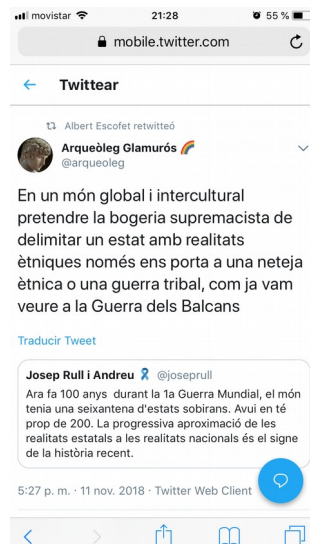 movistar 21:28 55 %
mobile.twitter.com
Twittear
Albert Escofet retwitteó
Arqueòleg Glamurós 🌈
@arqueoleg
En un món global i intercultural
pretendre la bogeria supremacista de
delimitar un estat amb realitats
ètniques només ens porta a una neteja
ètnica o una guerra tribal, com ja vam
veure a la Guerra dels Balcans
Traducir Tweet
Josep Rull i Andreu 🎗 @joseprull
Ara fa 100 anys durant la 1a Guerra Mundial, el món
tenia una seixantena d'estats sobirans. Avui en té
prop de 200. La progressiva aproximació de les
realitats estatals a les realitats nacionals és el signe
de la història recent.
5:27 p. m. · 11 nov. 2018 · Twitter Web Client